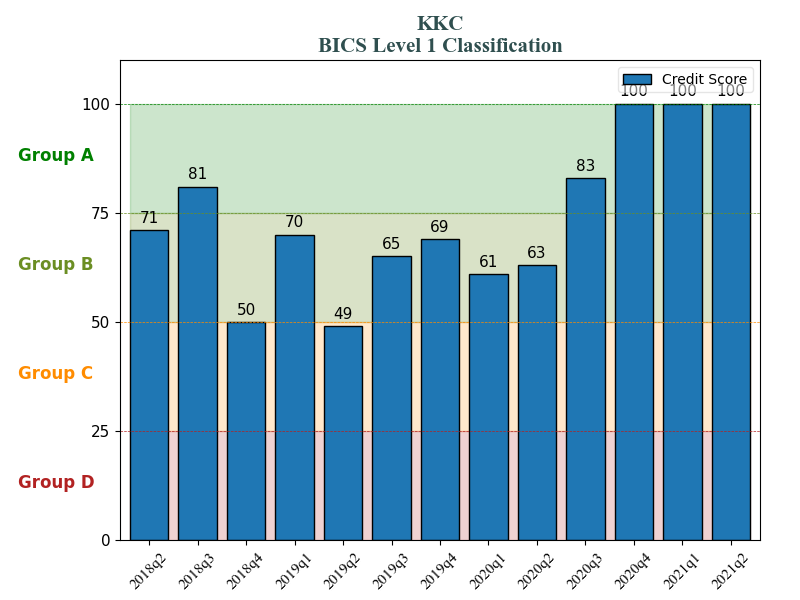 KKC
BICS Level 1 Classification
Credit Score
100
75
50
25
0
Group A
Group B
Group C
Group D
71
81
50
70
49
65
69
61
63
83
100
100
100
2018q2
2018q3
2018q4
2019q1
2019q2
2019q3
2019q4
2020q1
2020q2
2020q3
2020q4
2021q1
2021q2